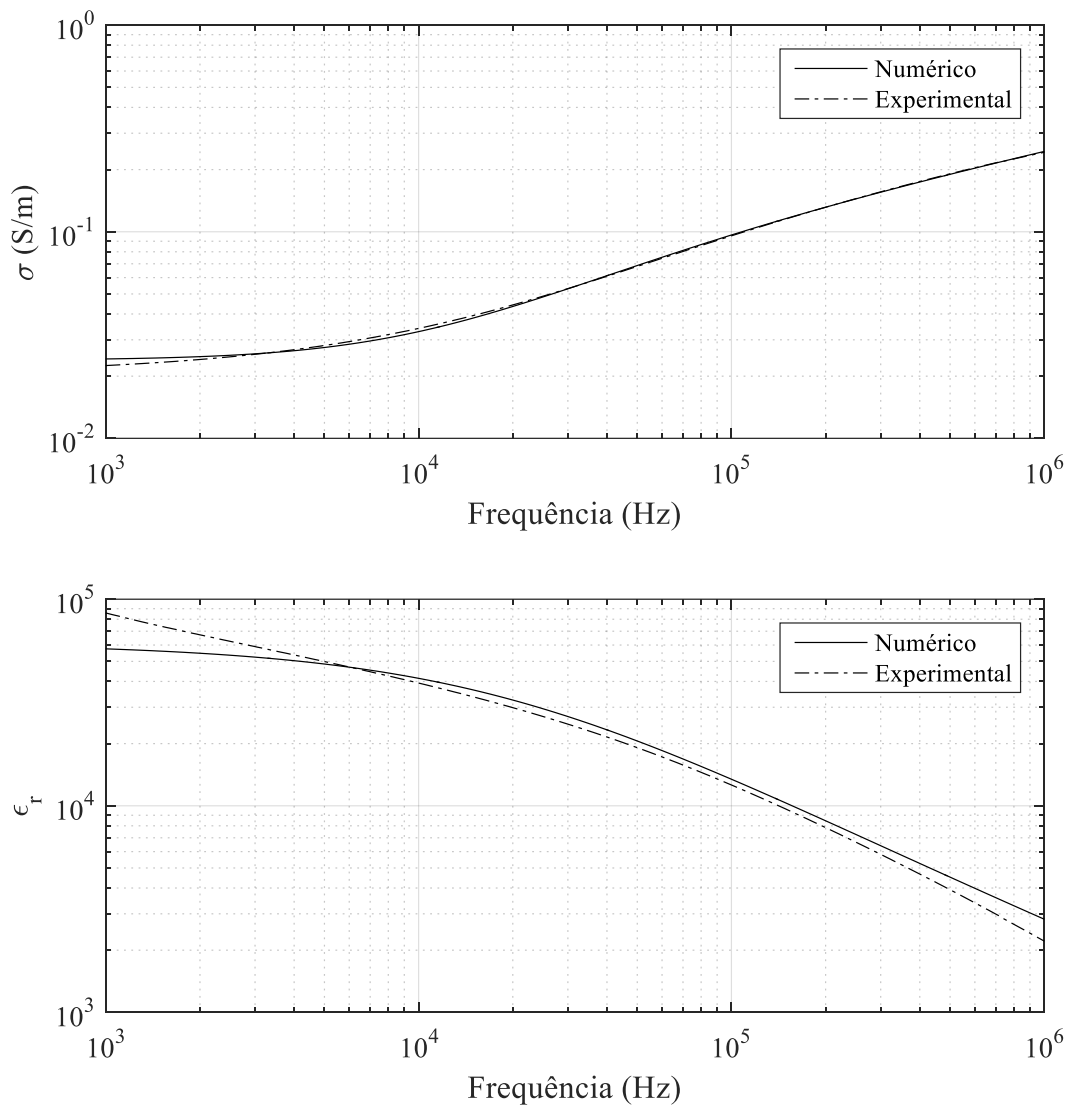 10^0
Numérico
Experimental
σ (S/m)
10^-1
10^-2
10^3 10^4 10^5 10^6
Frequência (Hz)
10^5
Numérico
Experimental
ϵ_r
10^4
10^3
10^3 10^4 10^5 10^6
Frequência (Hz)